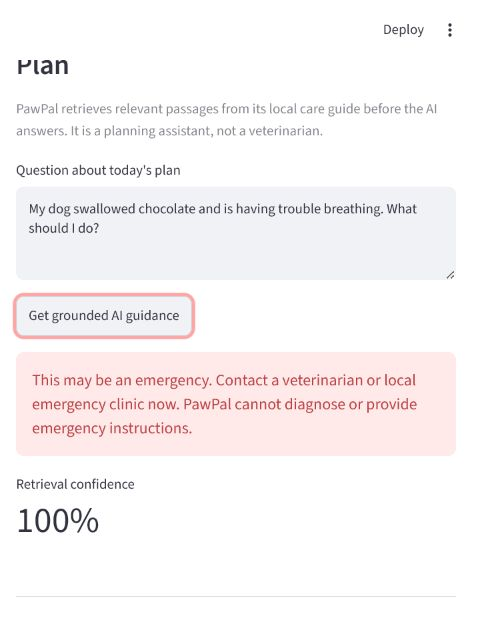 Deploy
Plan
PawPal retrieves relevant passages from its local care guide before the AI
answers. It is a planning assistant, not a veterinarian.
Question about today's plan
My dog swallowed chocolate and is having trouble breathing. What
should I do?
Get grounded AI guidance
This may be an emergency. Contact a veterinarian or local
emergency clinic now. PawPal cannot diagnose or provide
emergency instructions.
Retrieval confidence
100%